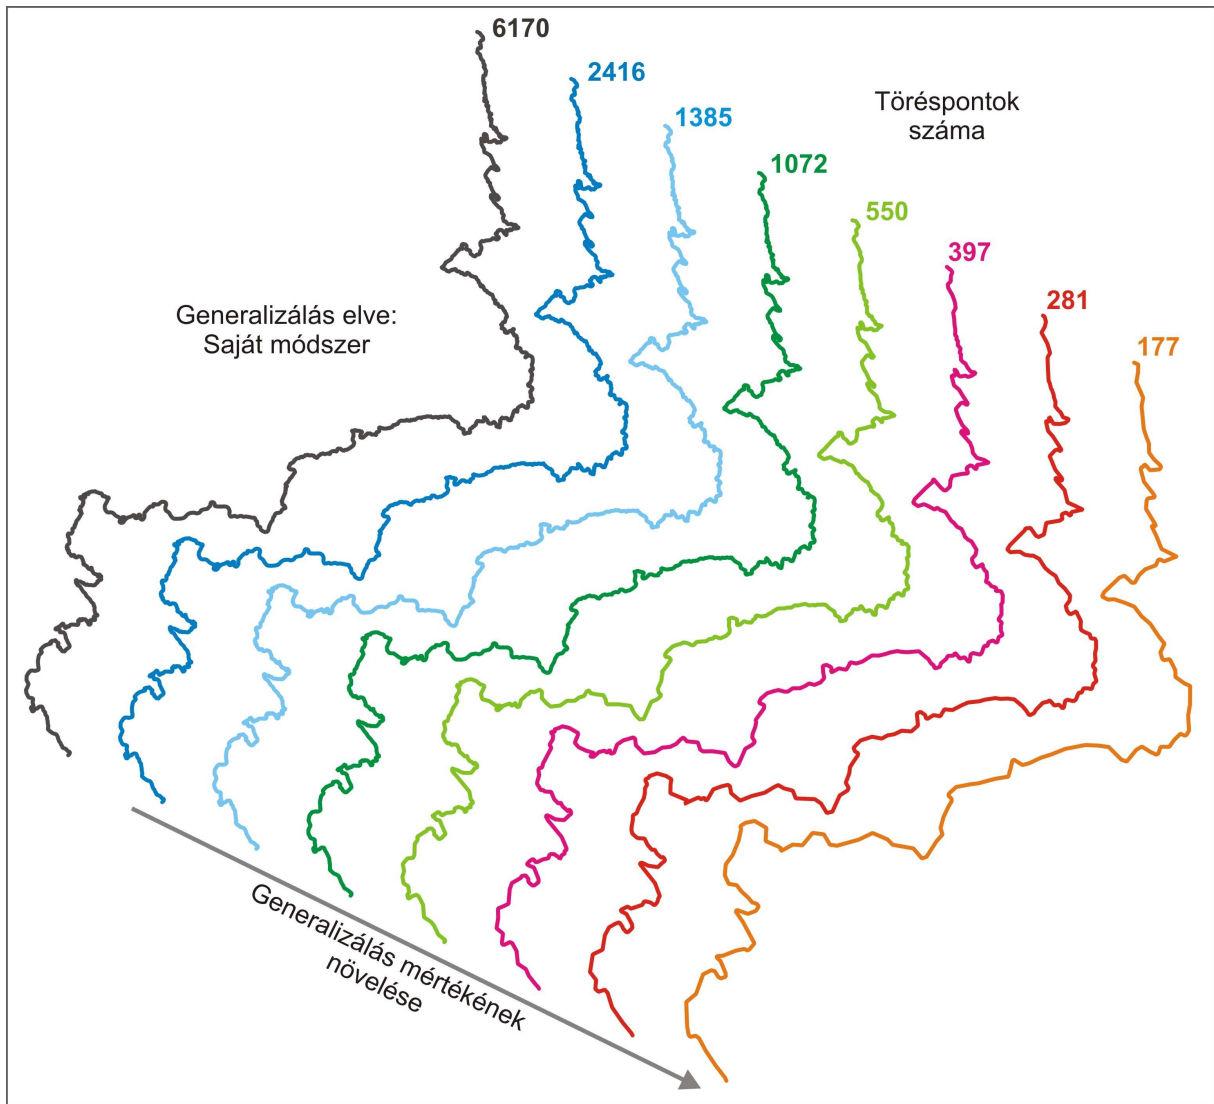 6170
2416
1385
Töréspontok
száma
1072
550
397
281
Generalizálás elve:
Saját módszer
177
Generalizálás mértékének
növelése